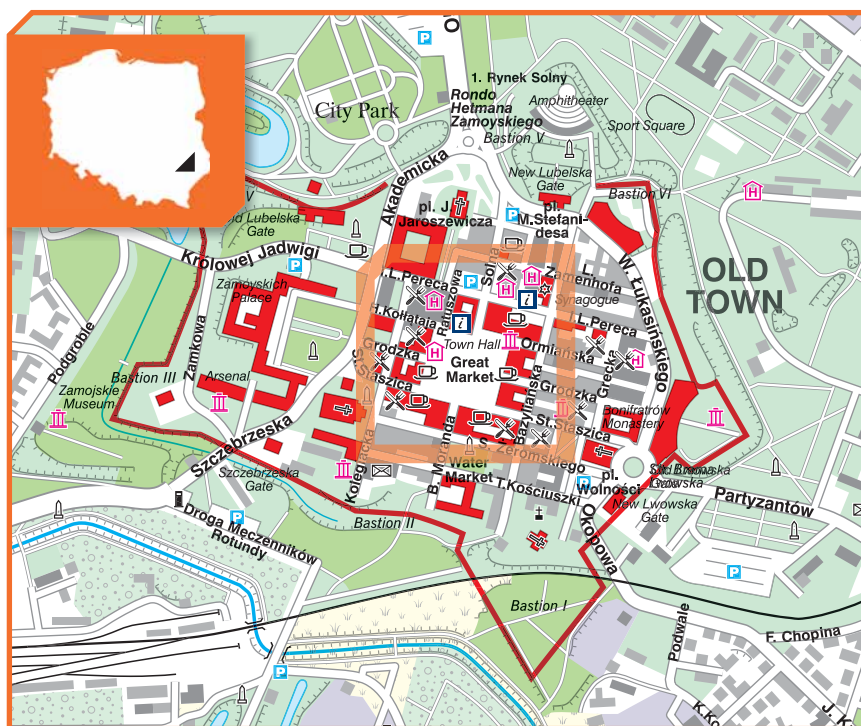 1. Rynek Solny
Rondo
Hetmana
Zamoyskiego
Bastion V
Amphitheater
Sport Square
City Park
Akademicka
New Lubelska
Gate
Bastion VI
pl. J.
Jaroszewicza
pl.
M.Stefani-
desa
V
Lubelska
Gate
Królowej Jadwigi
Zamoyskich
Palace
L.Pereca
Solna
L.
Zamenhofa
Synagogue
W. Łukasińskiego
OLD
TOWN
H.Kołłątaja
Ratuszowa
Town Hall
Great
Market
L.Pereca
Ormiańska
Grodzka
St.Staszica
Grodzka
Grecka
Bazyliańska
St.Staszica
Bonifratrów
Monastery
Podgroble
Zamojskie
Museum
Bastion III
Zamkowa
Arsenal
Szczebrzeska
Szczebrzeska
Gate
Kolegiacka
B. Moranda
S. Żeromskiego
Water
Market
T.Kościuszki
pl.
Wolności
New Lwowska
Gate
Partyzantów
Droga Męczenników
Rotundy
Bastion II
Okopowa
Bastion I
Podwale
F. Chopina
K.Ko
J. K
P
P
P
P
P
P
P
P
H
H
H
H
H
H
i
i